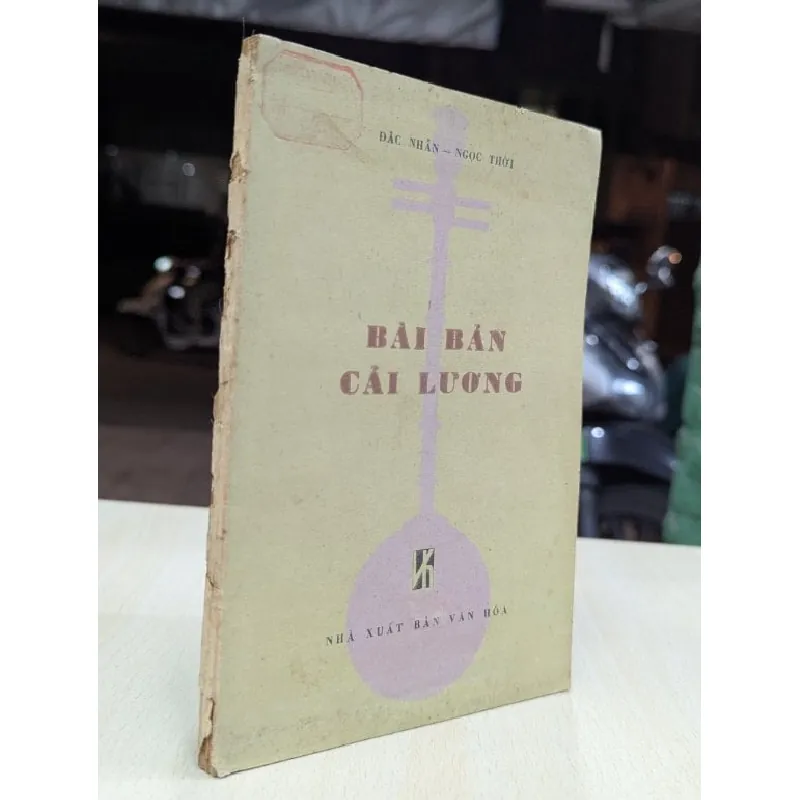 ĐẮC NHẪN — NGỌC THỚI
BÀI BẢN
CẢI LƯƠNG
NHÀ XUẤT BẢN VĂN HÓA